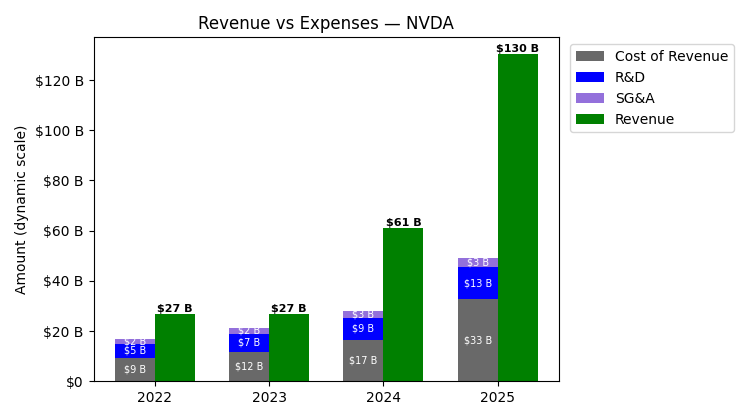 Revenue vs Expenses — NVDA
Cost of Revenue
R&D
SG&A
Revenue
Amount (dynamic scale)
$120 B
$100 B
$80 B
$60 B
$40 B
$20 B
$0
$2 B
$5 B
$9 B
$27 B
$2 B
$7 B
$12 B
$27 B
$3 B
$9 B
$17 B
$61 B
$3 B
$13 B
$33 B
$130 B
2022
2023
2024
2025